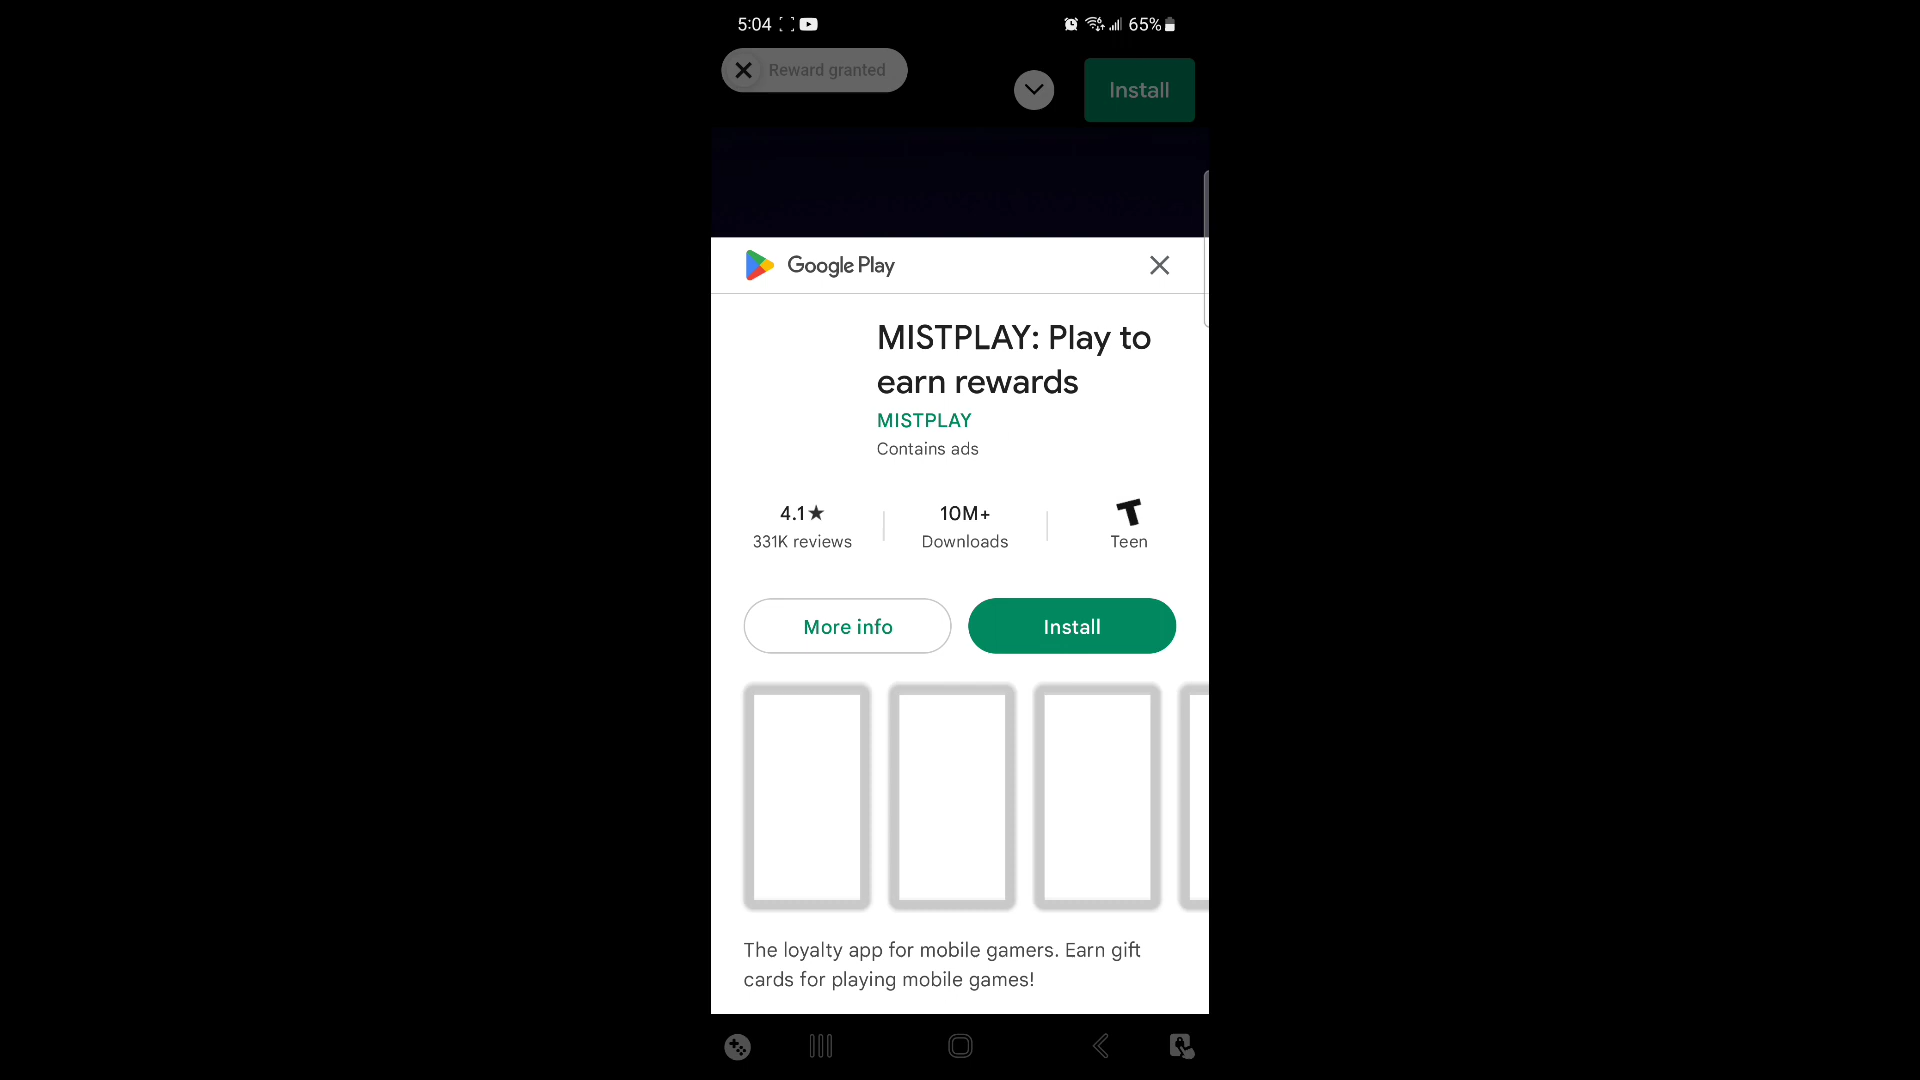 5:04 65%
Reward granted
Install
Google Play
MISTPLAY: Play to
earn rewards
MISTPLAY
Contains ads
4.1★ 10M+
331K reviews Downloads Teen
More info Install
The loyalty app for mobile gamers. Earn gift
cards for playing mobile games!